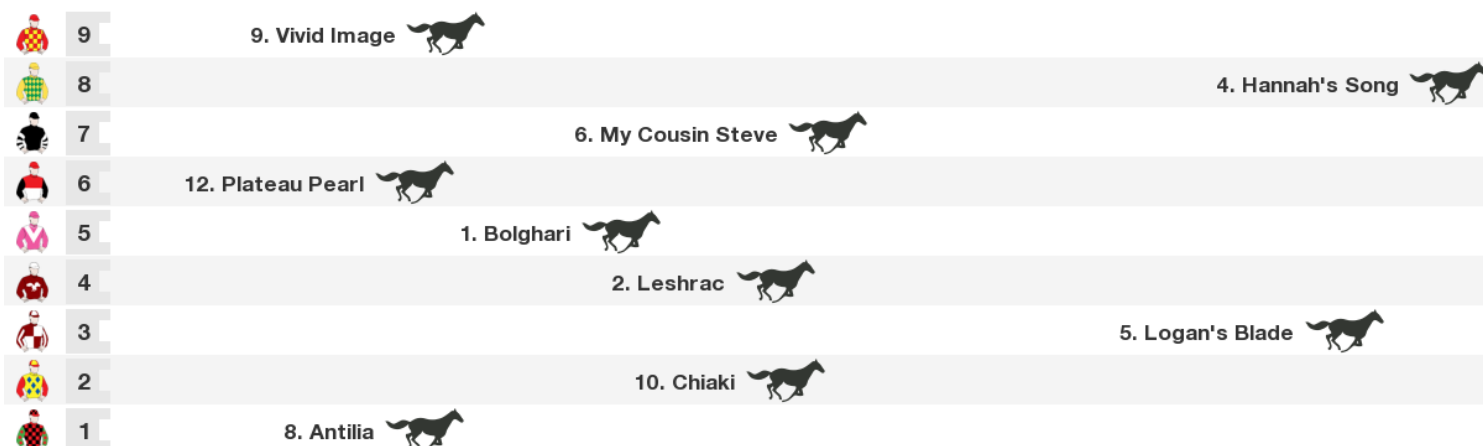 9 9. Vivid Image
8 4. Hannah's Song
7 6. My Cousin Steve
6 12. Plateau Pearl
5 1. Bolghari
4 2. Leshrac
3 5. Logan's Blade
2 10. Chiaki
1 8. Antilia